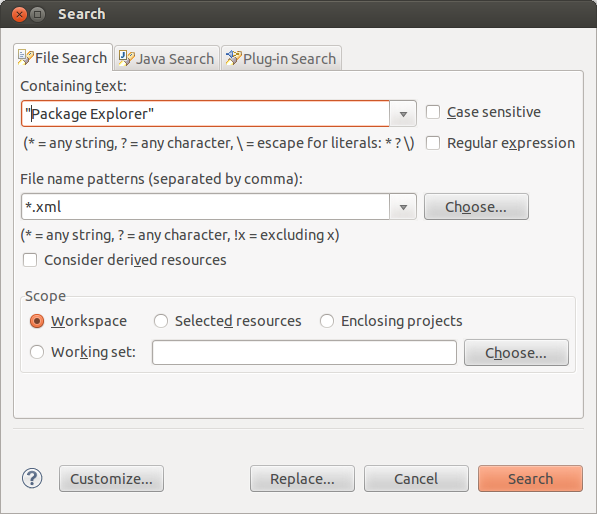 Search
File Search Java Search Plug-in Search
Containing text:
"Package Explorer"
Case sensitive
(* = any string, ? = any character, \ = escape for literals: * ? \)
Regular expression
File name patterns (separated by comma):
*.xml
Choose...
(* = any string, ? = any character, !x = excluding x)
Consider derived resources
Scope
Workspace Selected resources Enclosing projects
Working set: Choose...
? Customize... Replace... Cancel Search